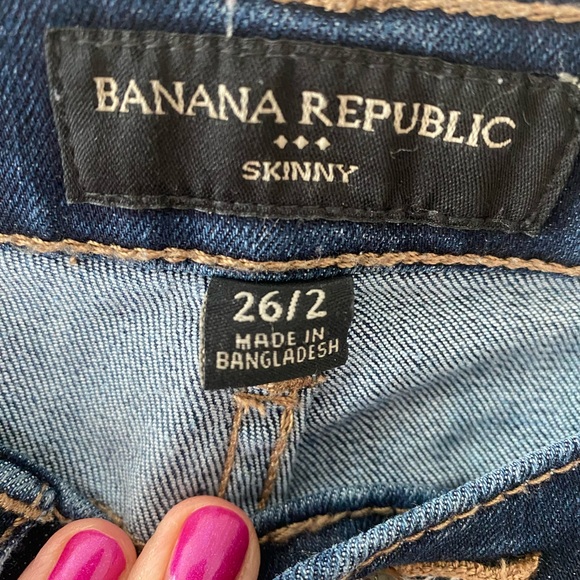 BANANA REPUBLIC
SKINNY
26/2
MADE IN
BANGLADESH